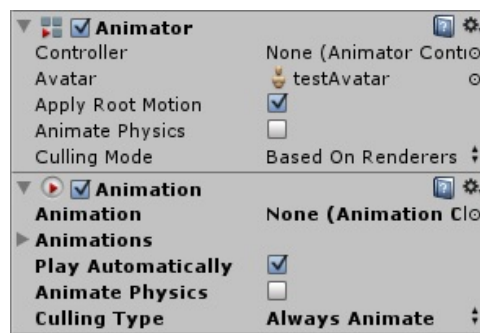 Animator
Controller None (Animator Contr
Avatar testAvatar
Apply Root Motion
Animate Physics
Culling Mode Based On Renderers
Animation
Animation None (Animation Cl
Animations
Play Automatically
Animate Physics
Culling Type Always Animate